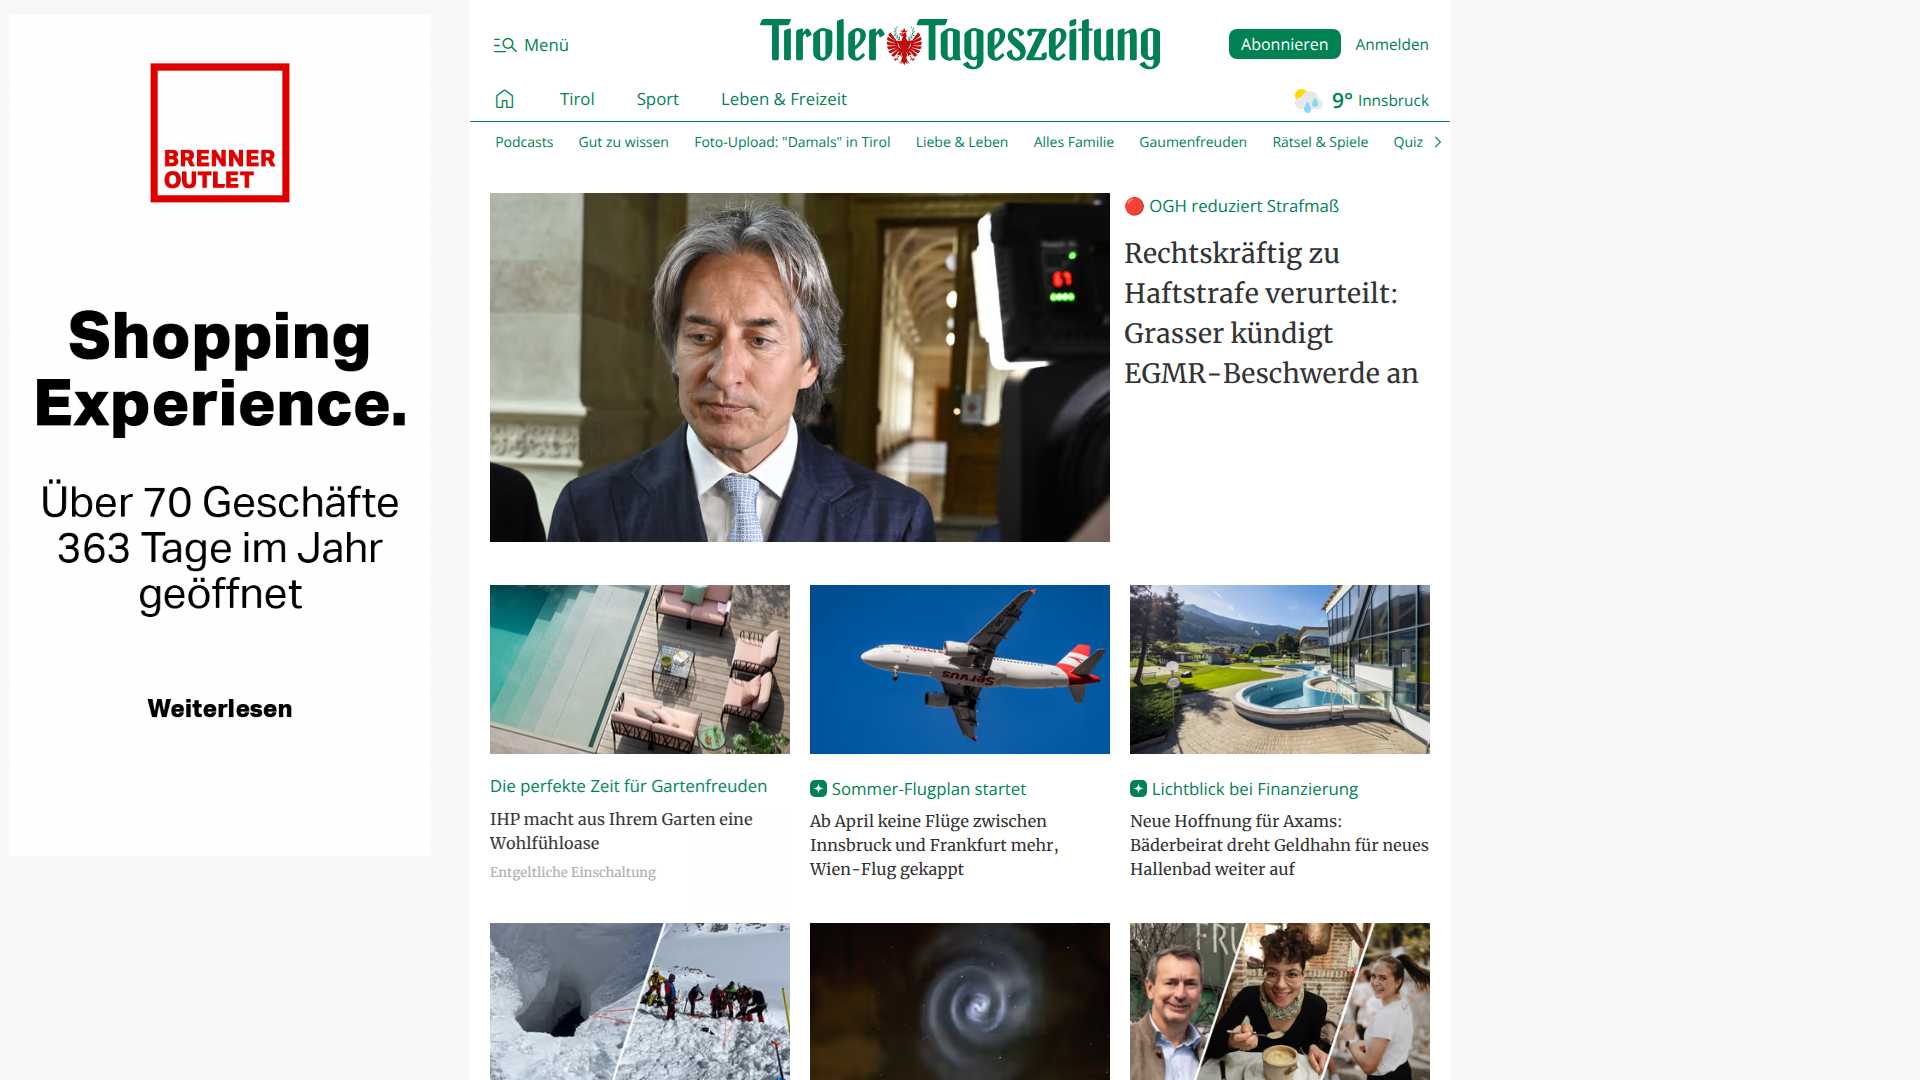 BRENNER
OUTLET
Shopping
Experience.
Über 70 Geschäfte
363 Tage im Jahr
geöffnet
Weiterlesen
Menü
Tiroler Tageszeitung
Abonnieren
Anmelden
Tirol
Sport
Leben & Freizeit
9° Innsbruck
Podcasts
Gut zu wissen
Foto-Upload: "Damals" in Tirol
Liebe & Leben
Alles Familie
Gaumenfreuden
Rätsel & Spiele
Quiz
OGH reduziert Strafmaß
Rechtskräftig zu
Haftstrafe verurteilt:
Grasser kündigt
EGMR-Beschwerde an
Servus
Die perfekte Zeit für Gartenfreuden
IHP macht aus Ihrem Garten eine
Wohlfühloase
Entgeltliche Einschaltung
Sommer-Flugplan startet
Ab April keine Flüge zwischen
Innsbruck und Frankfurt mehr,
Wien-Flug gekappt
Lichtblick bei Finanzierung
Neue Hoffnung für Axams:
Bäderbeirat dreht Geldhahn für neues
Hallenbad weiter auf